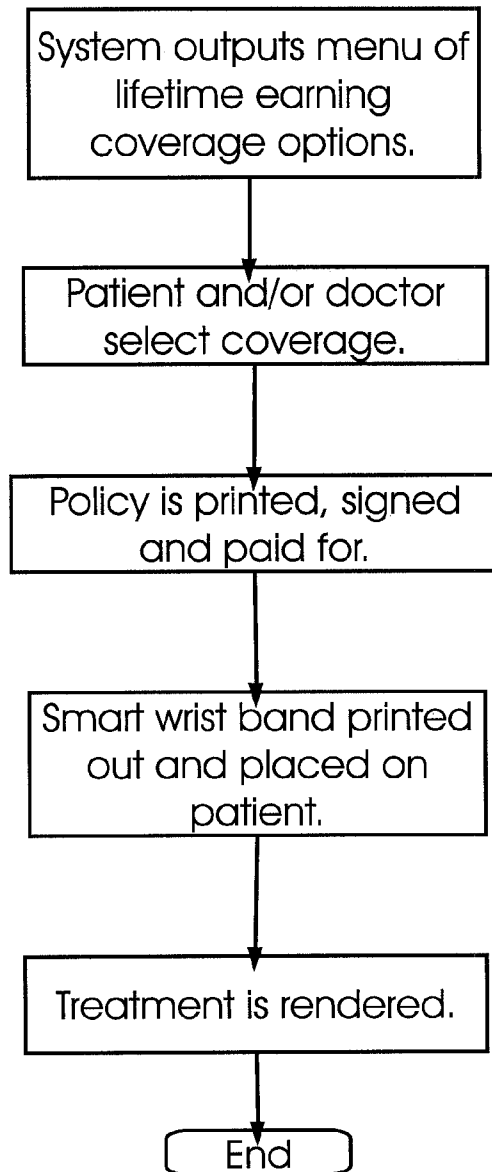 System outputs menu of
lifetime earning
coverage options.
Patient and/or doctor
select coverage.
Policy is printed, signed
and paid for.
Smart wrist band printed
out and placed on
patient.
Treatment is rendered.
End